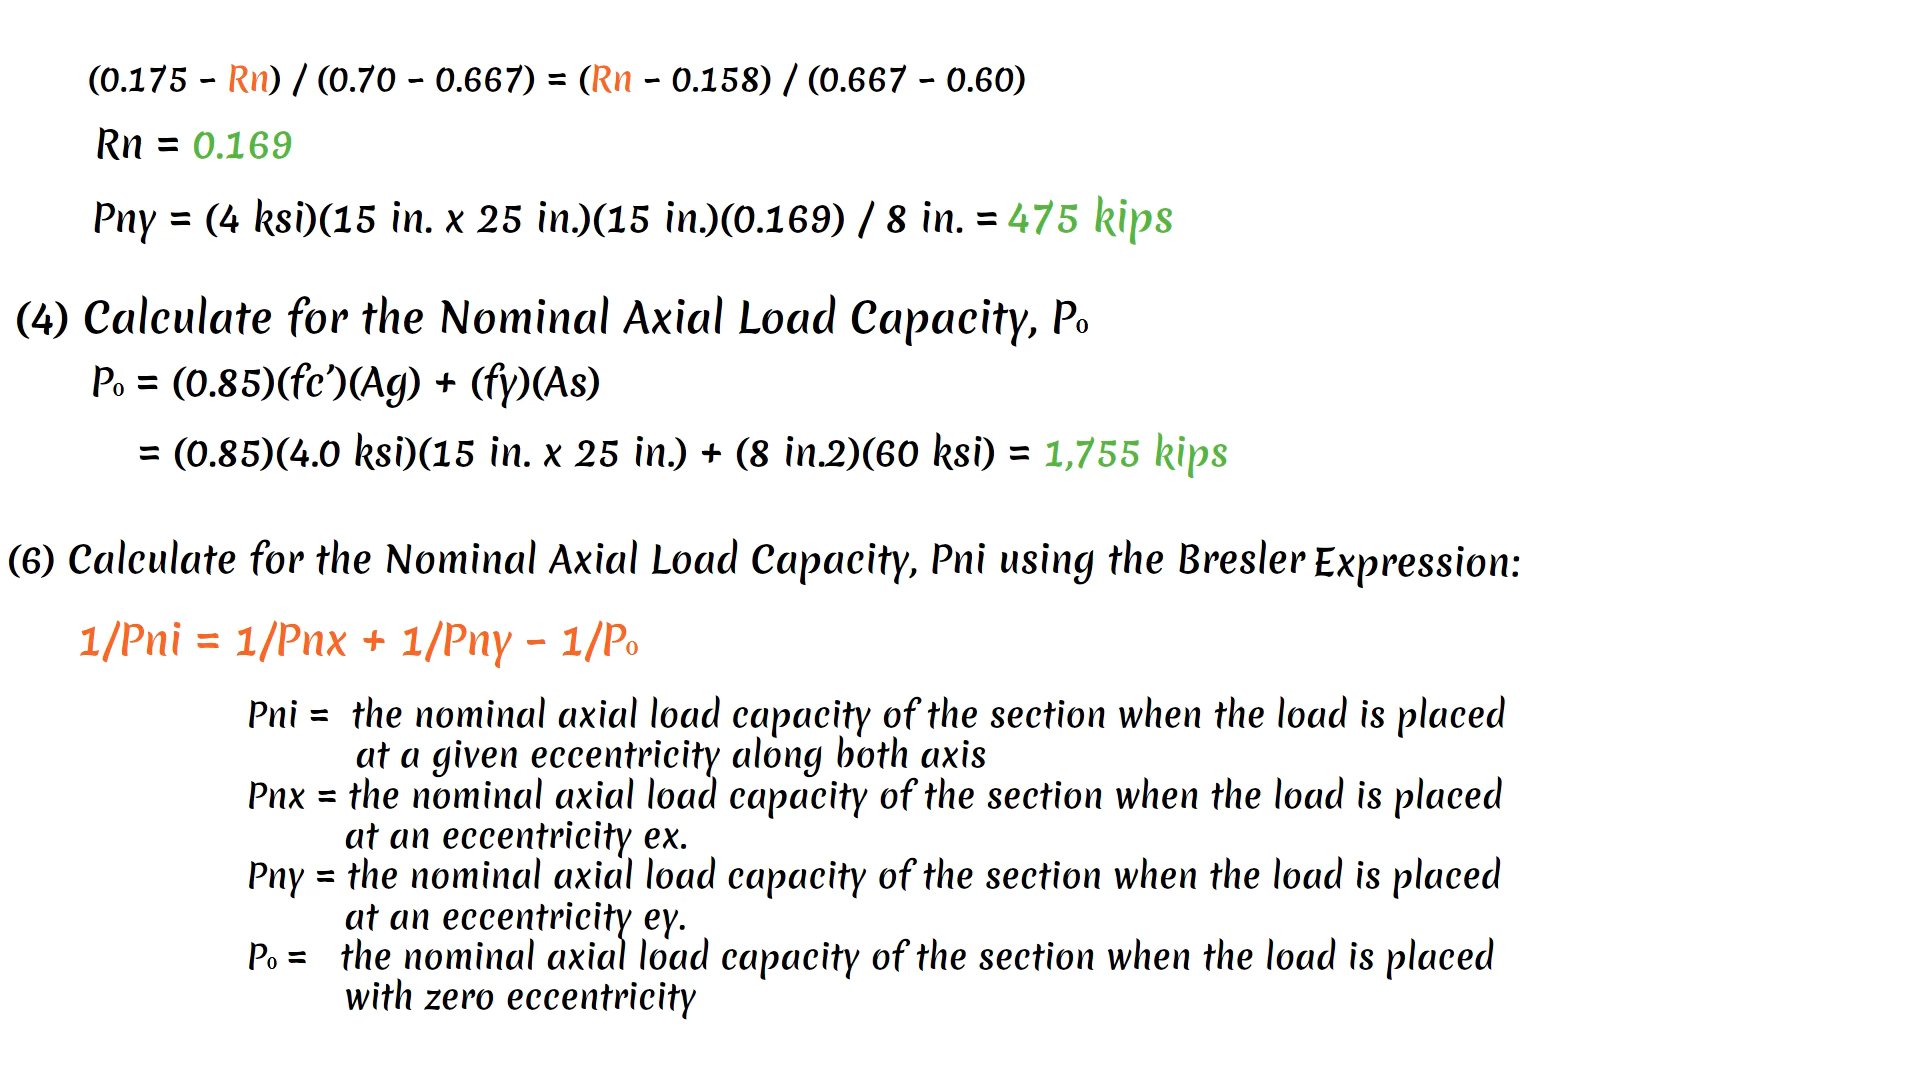 (0.175 – Rn) / (0.70 – 0.667) = (Rn – 0.158) / (0.667 – 0.60)
Rn = 0.169
Pny = (4 ksi)(15 in. x 25 in.)(15 in.)(0.169) / 8 in. = 475 kips
(4) Calculate for the Nominal Axial Load Capacity, P₀
P₀ = (0.85)(fc’)(Ag) + (fy)(As)
= (0.85)(4.0 ksi)(15 in. x 25 in.) + (8 in.2)(60 ksi) = 1,755 kips
(6) Calculate for the Nominal Axial Load Capacity, Pni using the Bresler Expression:
1/Pni = 1/Pnx + 1/Pny – 1/P₀
Pni = the nominal axial load capacity of the section when the load is placed
at a given eccentricity along both axis
Pnx = the nominal axial load capacity of the section when the load is placed
at an eccentricity ex.
Pny = the nominal axial load capacity of the section when the load is placed
at an eccentricity ey.
P₀ = the nominal axial load capacity of the section when the load is placed
with zero eccentricity